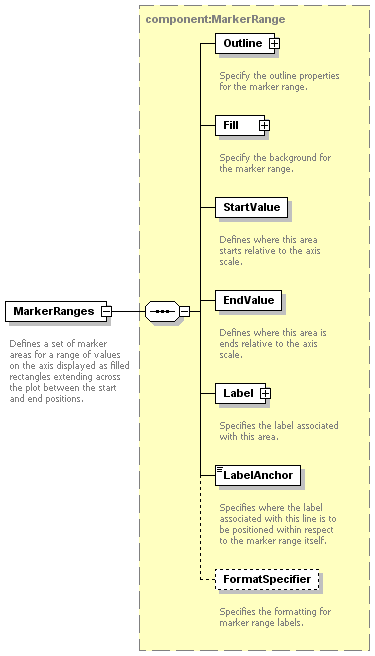 component:MarkerRange
Outline
Specify the outline properties
for the marker range.
Fill
Specify the background for
the marker range.
StartValue
Defines where this area
starts relative to the axis
scale.
MarkerRanges
Defines a set of marker
areas for a range of values
on the axis displayed as filled
rectangles extending across
the plot between the start
and end positions.
EndValue
Defines where this area is
ends relative to the axis
scale.
Label
Specifies the label associated
with this area.
LabelAnchor
Specifies where the label
associated with this line is to
be positioned within respect
to the marker range itself.
FormatSpecifier
Specifies the formatting for
marker range labels.